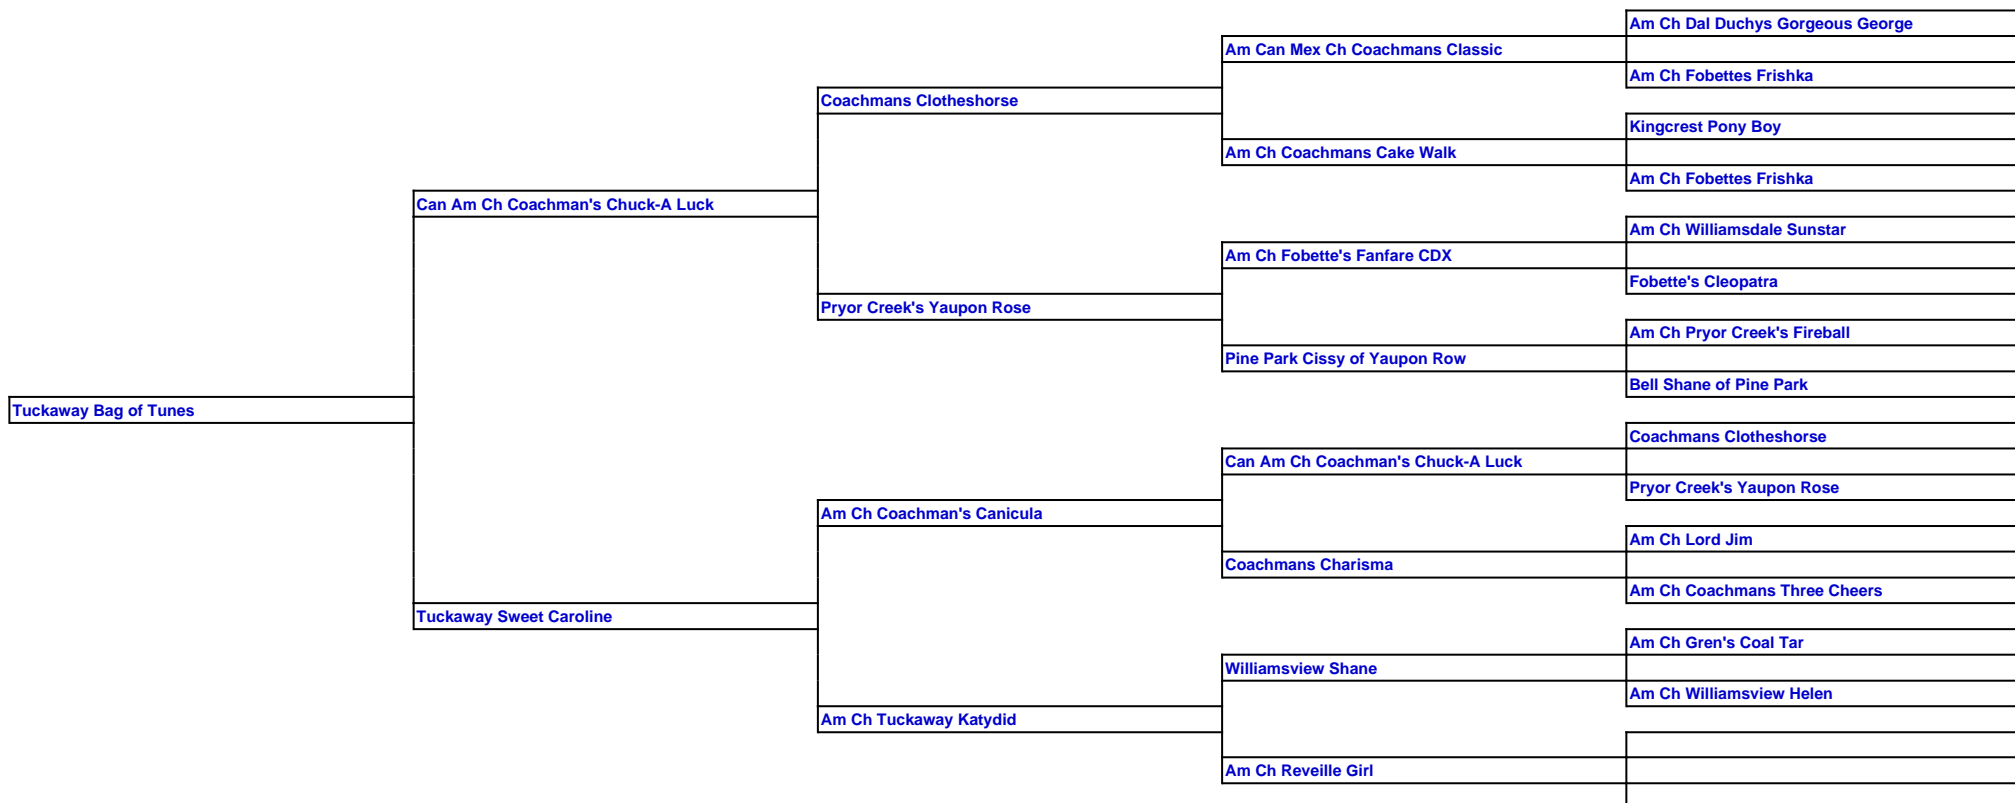 Am Ch Dal Duchys Gorgeous George
Am Can Mex Ch Coachmans Classic
Am Ch Fobettes Frishka
Coachmans Clotheshorse
Kingcrest Pony Boy
Am Ch Coachmans Cake Walk
Am Ch Fobettes Frishka
Can Am Ch Coachman's Chuck-A Luck
Am Ch Williamsdale Sunstar
Am Ch Fobette's Fanfare CDX
Fobette's Cleopatra
Pryor Creek's Yaupon Rose
Am Ch Pryor Creek's Fireball
Pine Park Cissy of Yaupon Row
Bell Shane of Pine Park
Tuckaway Bag of Tunes
Coachmans Clotheshorse
Can Am Ch Coachman's Chuck-A Luck
Pryor Creek's Yaupon Rose
Am Ch Coachman's Canicula
Am Ch Lord Jim
Coachmans Charisma
Am Ch Coachmans Three Cheers
Tuckaway Sweet Caroline
Am Ch Gren's Coal Tar
Williamsview Shane
Am Ch Williamsview Helen
Am Ch Tuckaway Katydid
Am Ch Reveille Girl